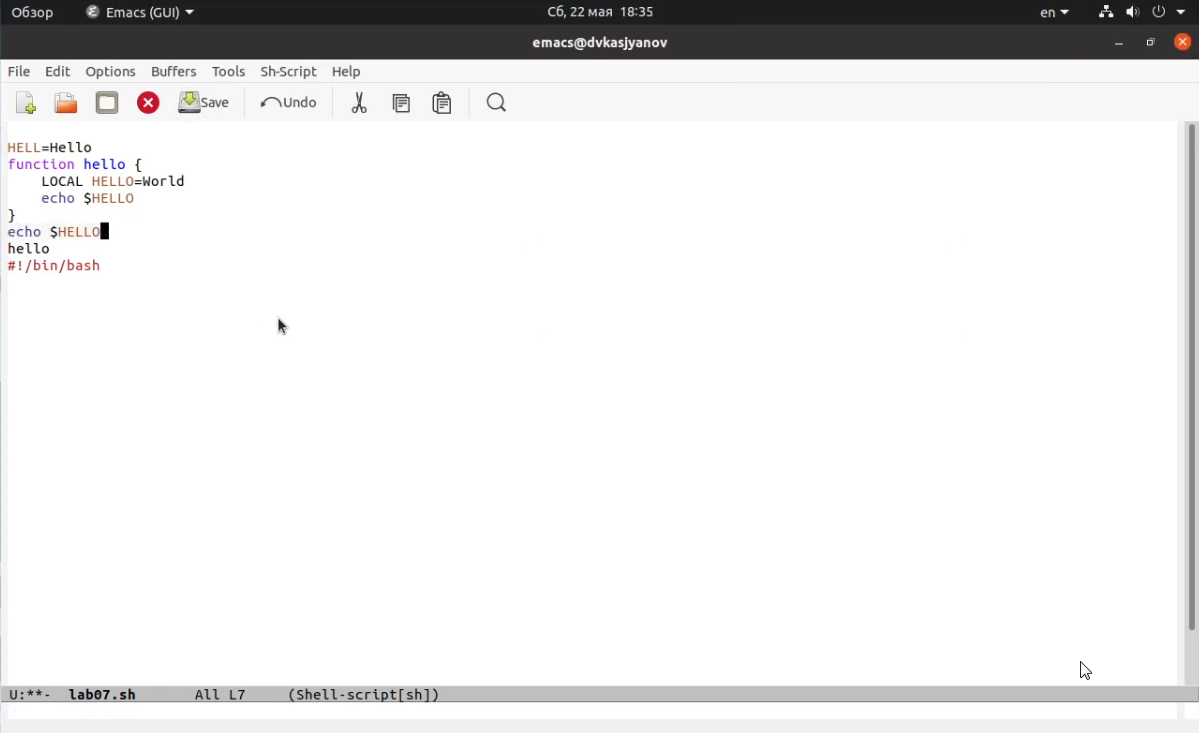 Обзор Emacs (GUI) Сб, 22 мая 18:35 en
emacs@dvkasjyanov
File Edit Options Buffers Tools Sh-Script Help
Save Undo
HELL=Hello
function hello {
    LOCAL HELLO=World
    echo $HELLO
}
echo $HELLO
hello
#!/bin/bash
U:**- lab07.sh All L7 (Shell-script[sh])